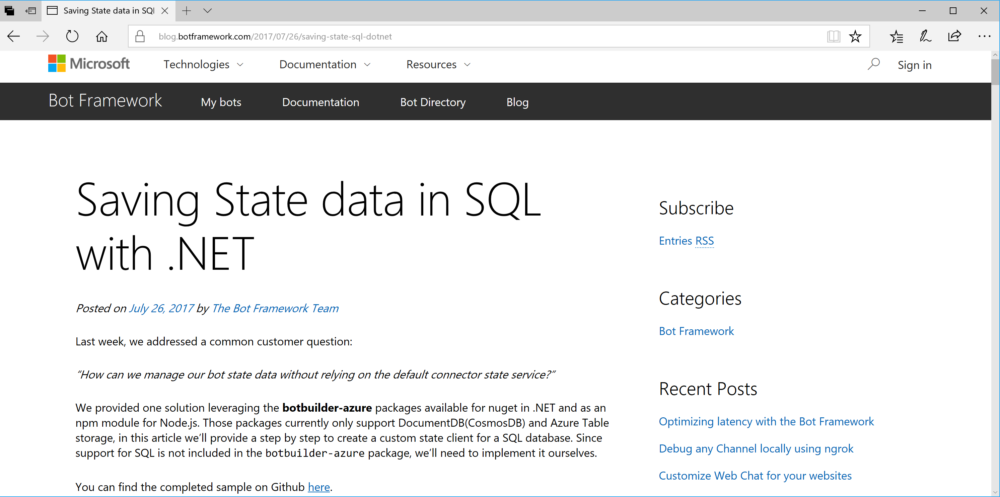 Saving State data in SQL
blog.botframework.com/2017/07/26/saving-state-sql-dotnet
Microsoft Technologies Documentation Resources Sign in
Bot Framework My bots Documentation Bot Directory Blog
Saving State data in SQL
with .NET
Posted on July 26, 2017 by The Bot Framework Team
Last week, we addressed a common customer question:
“How can we manage our bot state data without relying on the default connector state service?”
We provided one solution leveraging the botbuilder-azure packages available for nuget in .NET and as an
npm module for Node.js. Those packages currently only support DocumentDB(CosmosDB) and Azure Table
storage, in this article we’ll provide a step by step to create a custom state client for a SQL database. Since
support for SQL is not included in the botbuilder-azure package, we’ll need to implement it ourselves.
You can find the completed sample on Github here.
Subscribe
Entries RSS
Categories
Bot Framework
Recent Posts
Optimizing latency with the Bot Framework
Debug any Channel locally using ngrok
Customize Web Chat for your websites